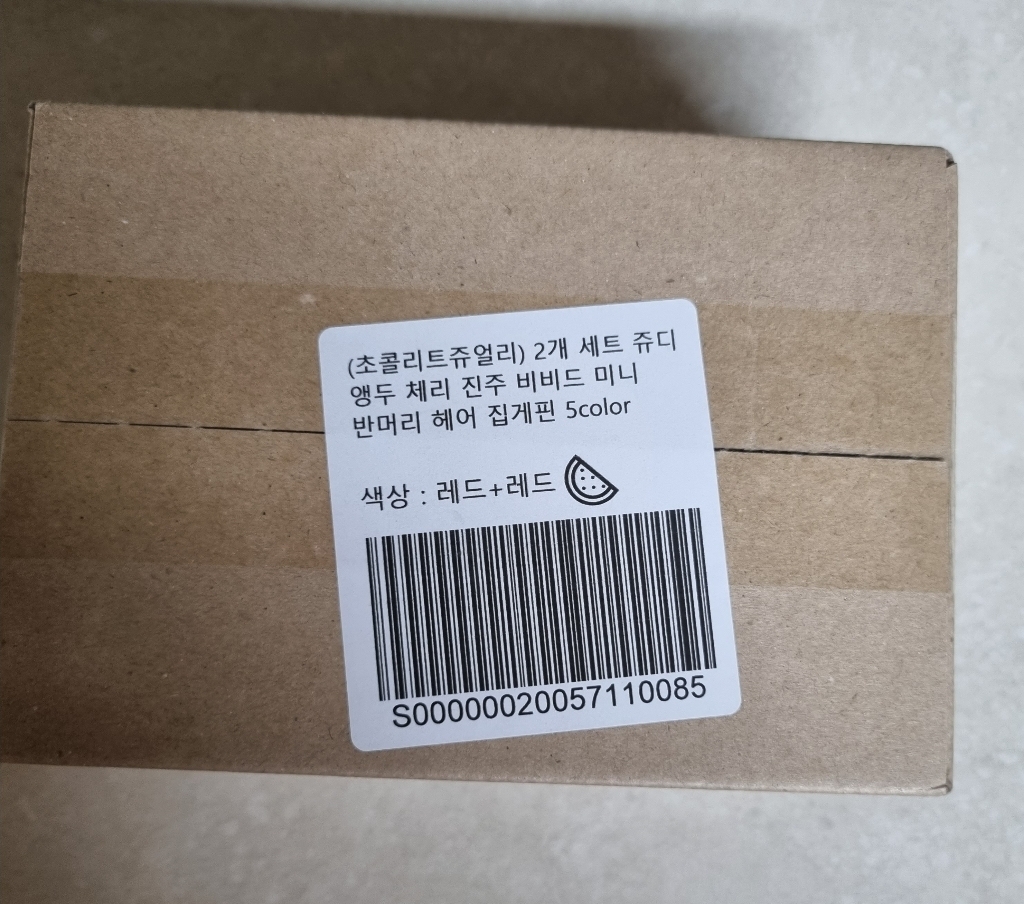 (초콜리트쥬얼리) 2개 세트 쥬디
앵두 체리 진주 비비드 미니
반머리 헤어 집게핀 5color
색상 : 레드+레드
S00000020057110085